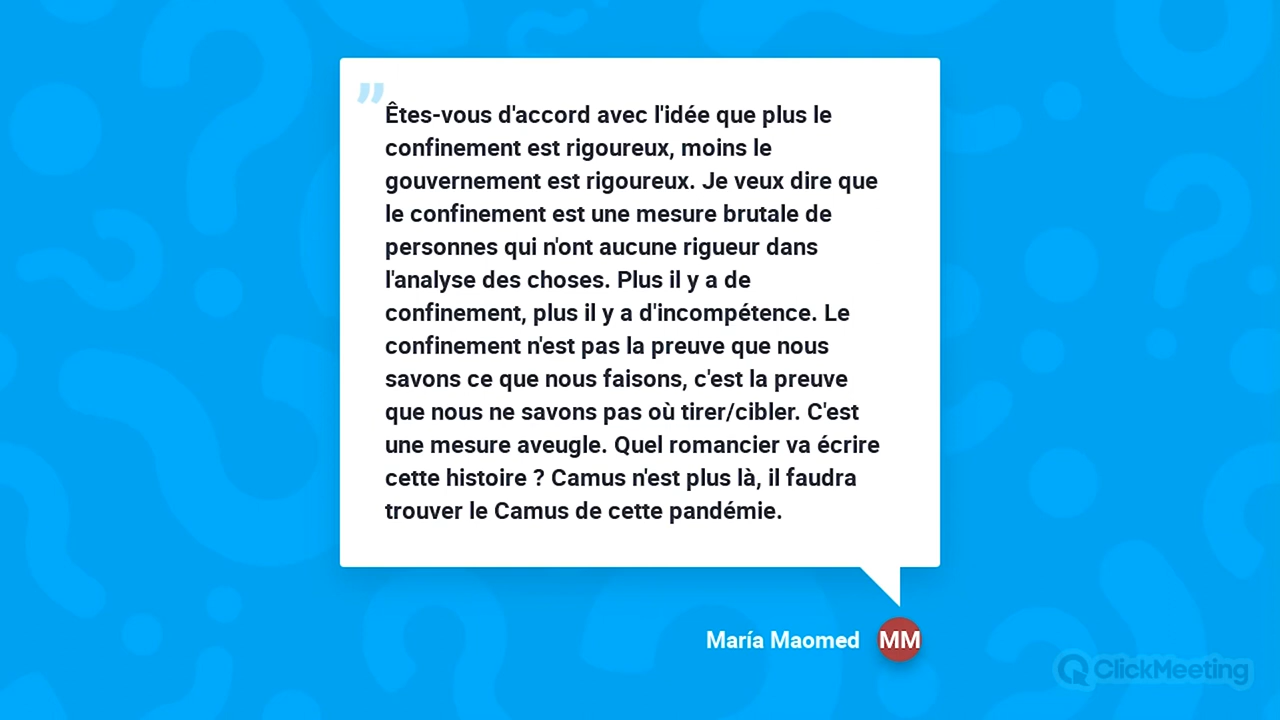 Êtes-vous d'accord avec l'idée que plus le
confinement est rigoureux, moins le
gouvernement est rigoureux. Je veux dire que
le confinement est une mesure brutale de
personnes qui n'ont aucune rigueur dans
l'analyse des choses. Plus il y a de
confinement, plus il y a d'incompétence. Le
confinement n'est pas la preuve que nous
savons ce que nous faisons, c'est la preuve
que nous ne savons pas où tirer/cibler. C'est
une mesure aveugle. Quel romancier va écrire
cette histoire ? Camus n'est plus là, il faudra
trouver le Camus de cette pandémie.
María Maomed MM
ClickMeeting